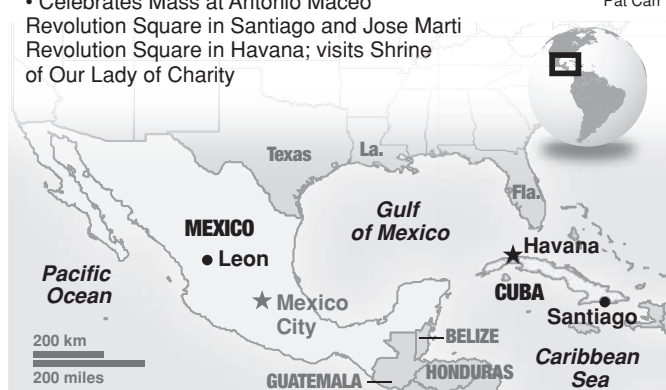 • Celebrates Mass at Antonio Maceo
Pat Carr
Revolution Square in Santiago and Jose Marti
Revolution Square in Havana; visits Shrine
of Our Lady of Charity
Texas
La.
Fla.
Gulf
of Mexico
MEXICO
Leon
Havana
Pacific
Ocean
CUBA
Mexico
City
Santiago
200 km
BELIZE
Caribbean
Sea
200 miles
GUATEMALA
HONDURAS